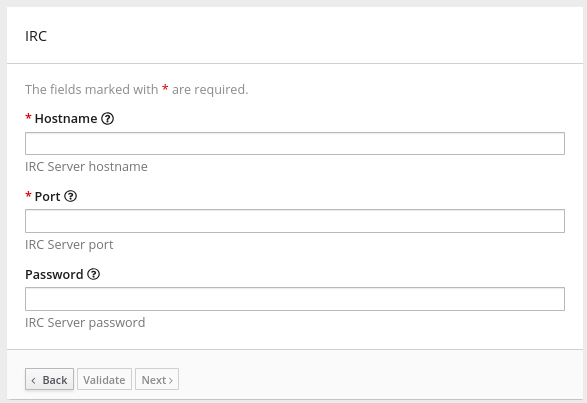 IRC
The fields marked with * are required.
* Hostname
IRC Server hostname
* Port
IRC Server port
Password
IRC Server password
‹ Back Validate Next ›